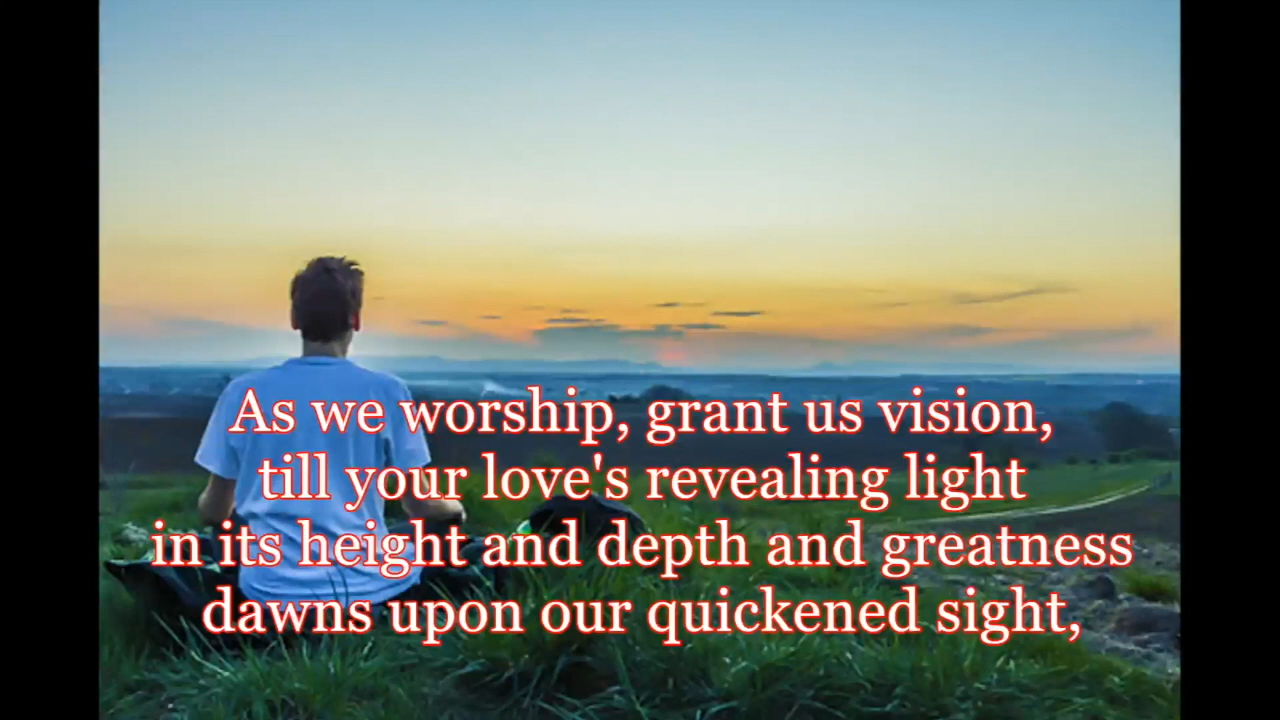 As we worship, grant us vision,
till your love's revealing light
in its height and depth and greatness
dawns upon our quickened sight,